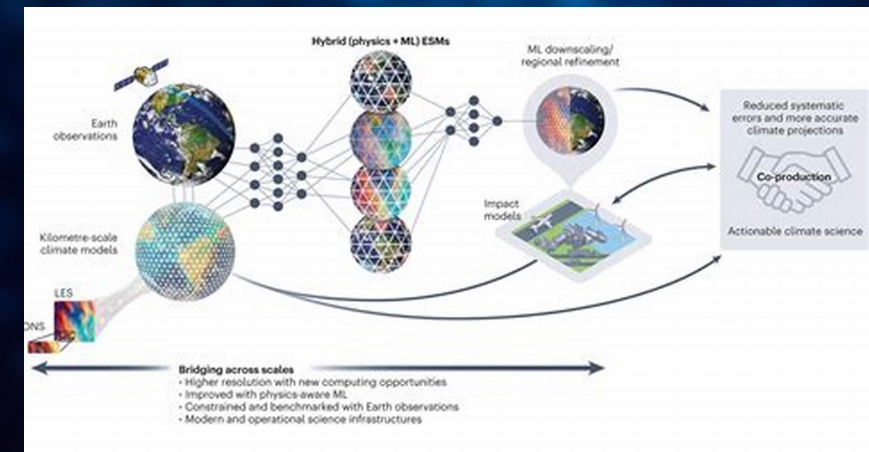 Hybrid (physics + ML) ESMs
ML downscaling/
regional refinement
Earth
observations
Reduced systematic
errors and more accurate
climate projections
Co-production
Actionable climate science
Impact
models
Kilometre-scale
climate models
LES
DNS
Bridging across scales
• Higher resolution with new computing opportunities
• Improved with physics-aware ML
• Constrained and benchmarked with Earth observations
• Modern and operational science infrastructures